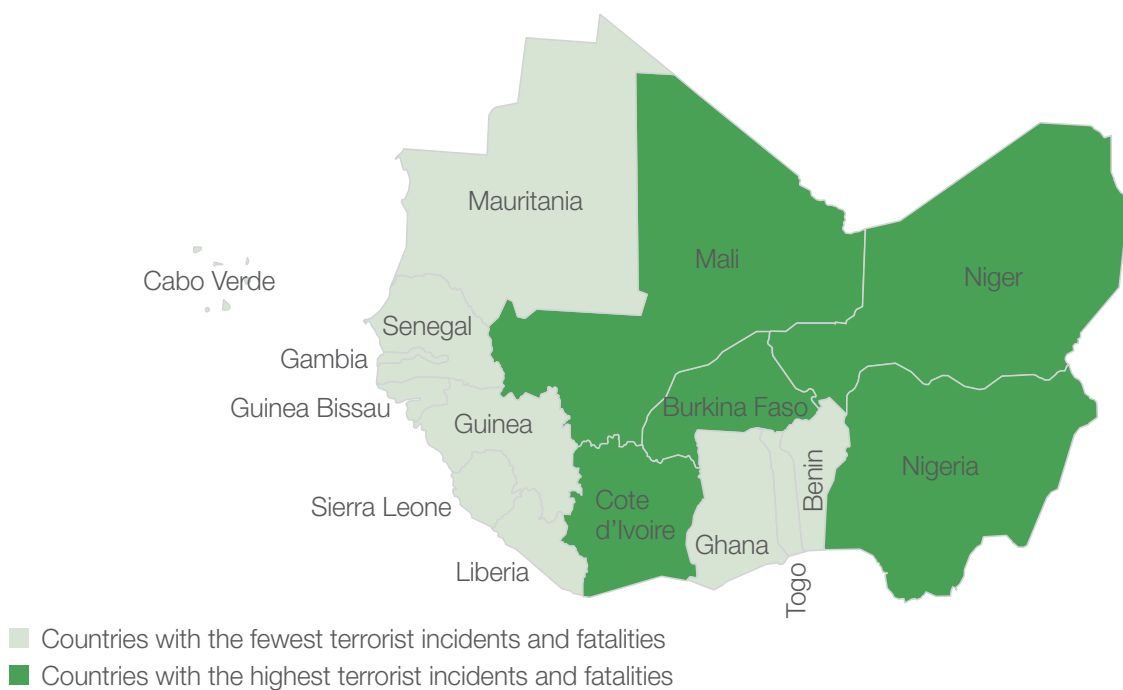 Mauritania
Mali
Niger
Cabo Verde
Senegal
Gambia
Guinea Bissau
Burkina Faso
Guinea
Benin
Nigeria
Sierra Leone
Cote
d'Ivoire
Ghana
Liberia
Togo
Countries with the fewest terrorist incidents and fatalities
Countries with the highest terrorist incidents and fatalities